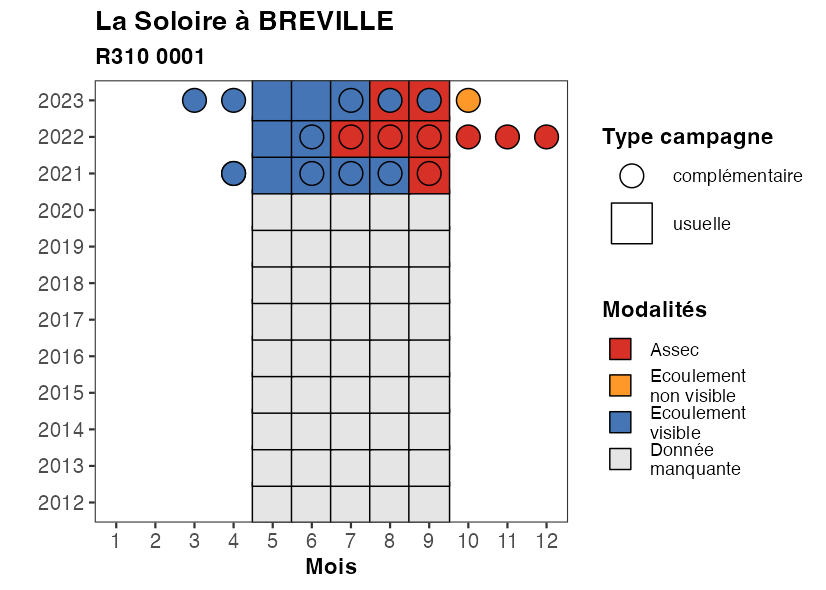 La Soloire à BREVILLE
R310 0001
2023
2022
2021
2020
2019
2018
2017
2016
2015
2014
2013
2012
1 2 3 4 5 6 7 8 9 10 11 12
Mois
Type campagne
complémentaire
usuelle
Modalités
Assec
Ecoulement
non visible
Ecoulement
visible
Donnée
manquante